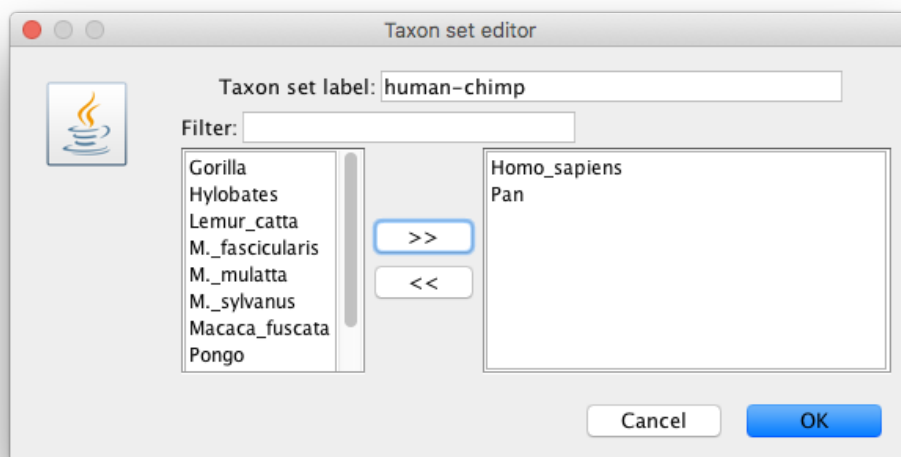 Taxon set editor
Taxon set label: human-chimp
Filter:
Gorilla
Hylobates
Lemur_catta
M._fascicularis
M._mulatta
M._sylvanus
Macaca_fuscata
Pongo
>>
<<
Homo_sapiens
Pan
Cancel
OK